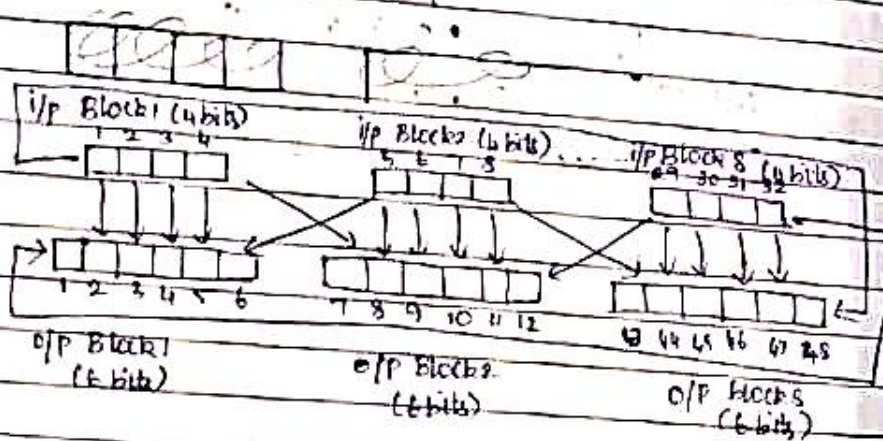 i/p Block1 (4 bits)
i/p Block2 (4 bits) .... i/p Block 8 (4 bits)
1 2 3 4
5 6 7 8
29 30 31 32
1 2 3 4 5 6
7 8 9 10 11 12
43 44 45 46 47 48
o/p Block1
(6 bits)
o/p Block2
(6 bits)
o/p Block 8
(6 bits)